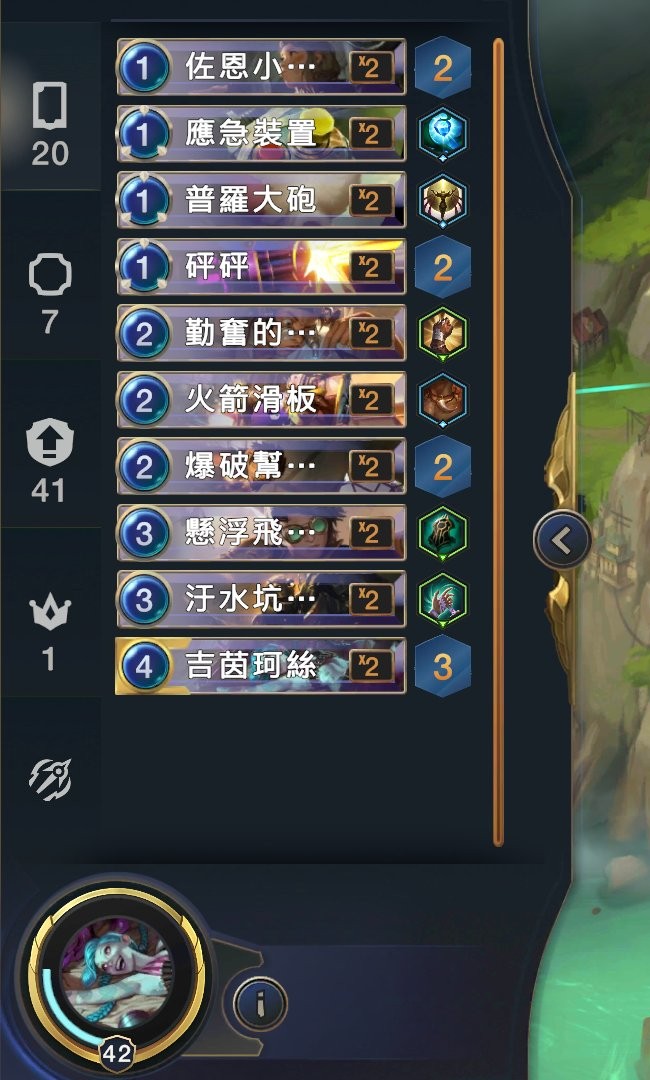 1 佐恩小… x2 2
1 應急裝置 x2
1 普羅大砲 x2
1 砰砰 x2 2
2 勤奮的… x2
2 火箭滑板 x2
2 爆破幫… x2 2
3 懸浮飛… x2
3 汙水坑… x2
4 吉茵珂絲 x2 3
20
7
41
1
42
i